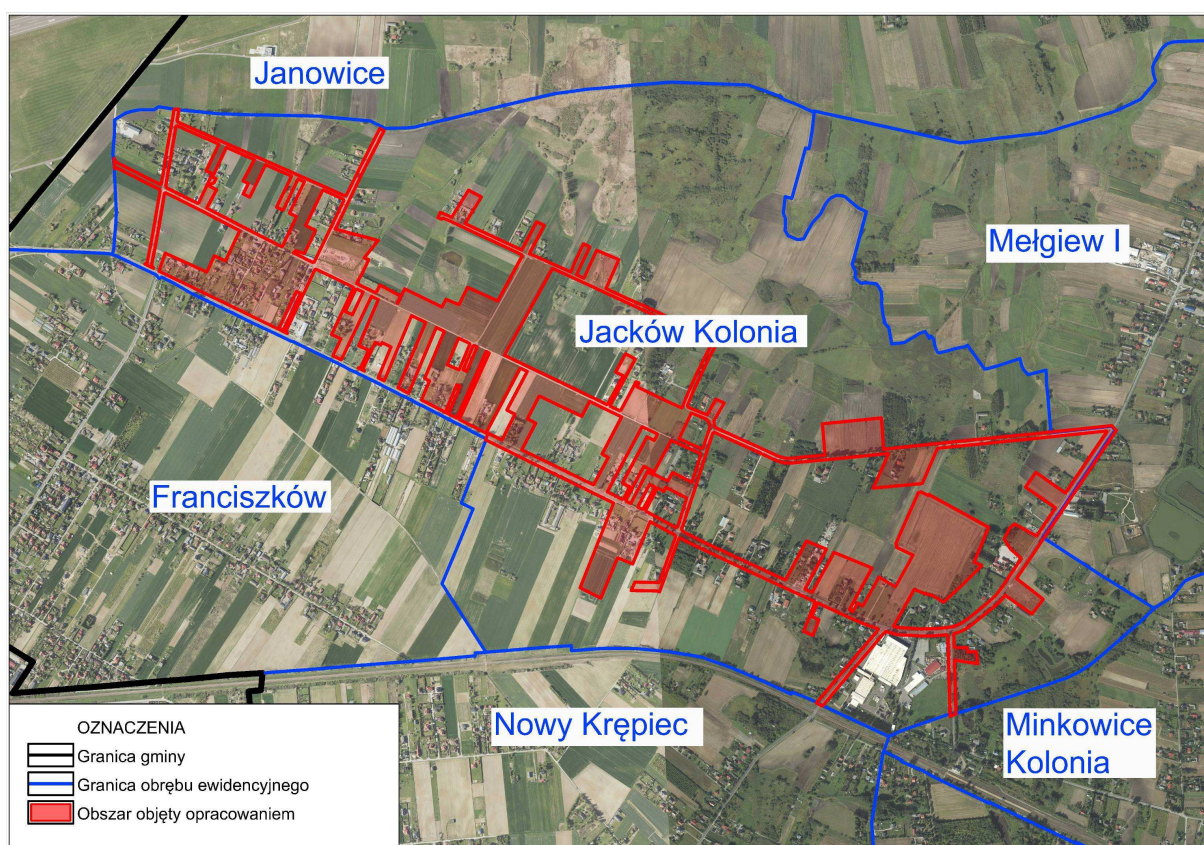 Janowice
Mełgiew I
Jacków Kolonia
Franciszków
Nowy Krępiec
Minkowice
Kolonia
OZNACZENIA
Granica gminy
Granica obrębu ewidencyjnego
Obszar objęty opracowaniem